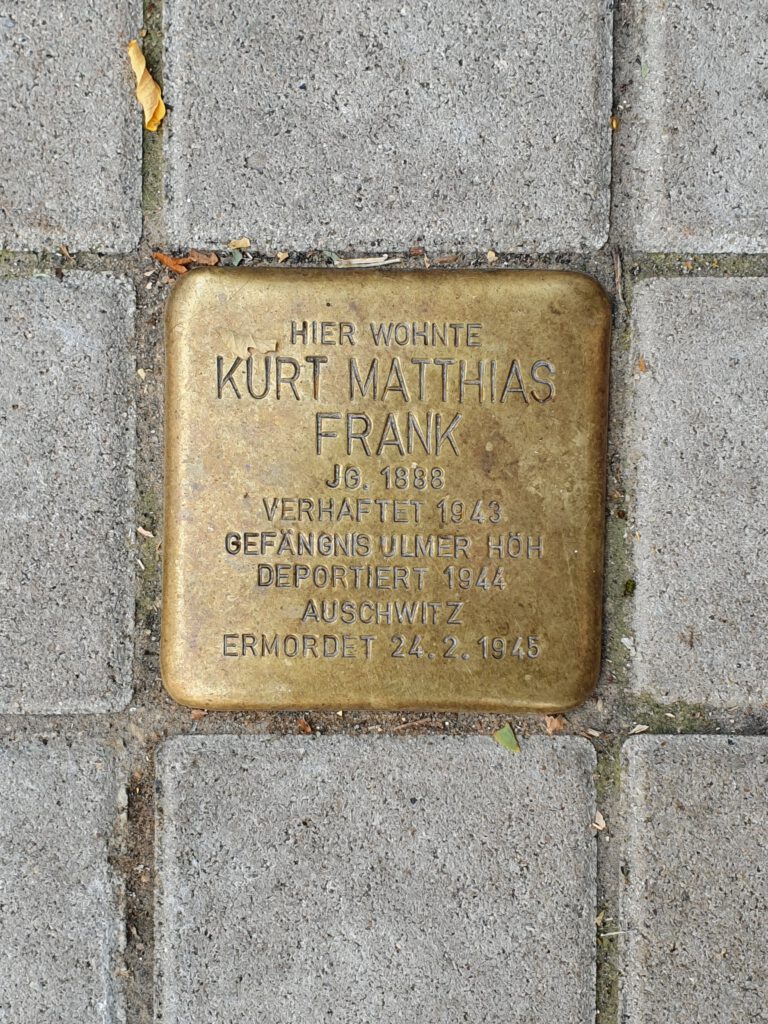 HIER WOHNTE
KURT MATTHIAS
FRANK
JG. 1888
VERHAFTET 1943
GEFÄNGNIS ULMER HÖH
DEPORTIERT 1944
AUSCHWITZ
ERMORDET 24.2.1945